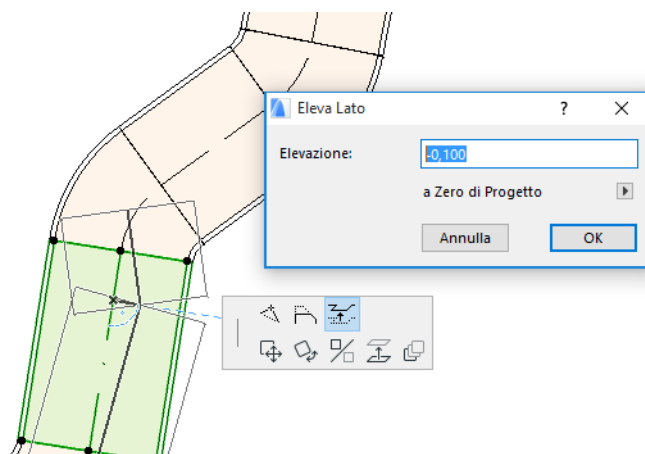 Eleva Lato
Elevazione:
-0,100
a Zero di Progetto
Annulla
OK